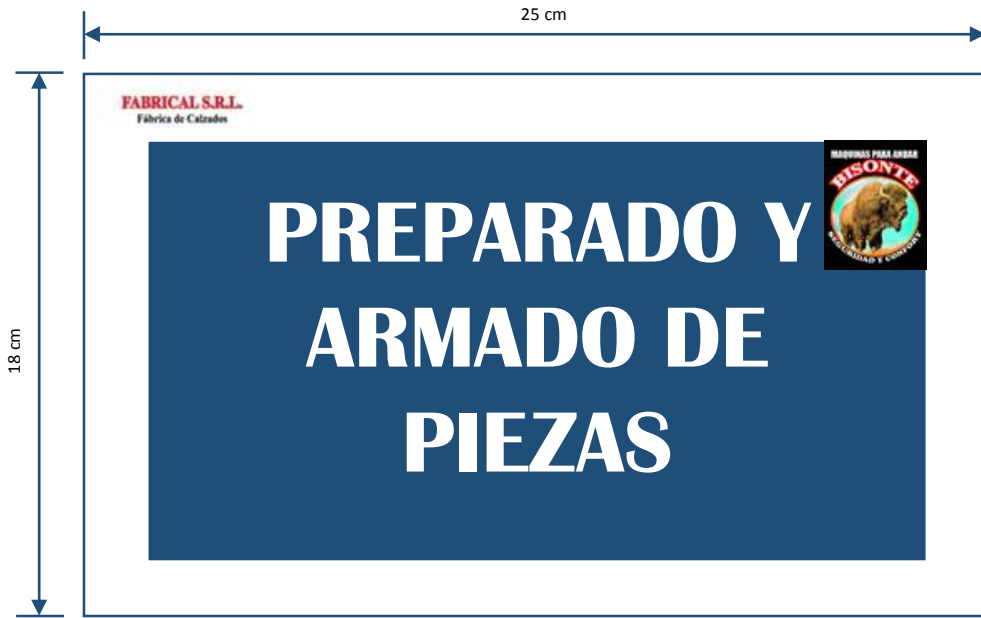 25 cm
18 cm
FABRICAL S.R.L.
Fábrica de Calzados
MAQUINAS PARA ANDAR
BISONTE
SEGURIDAD Y CONFORT
PREPARADO Y
ARMADO DE
PIEZAS